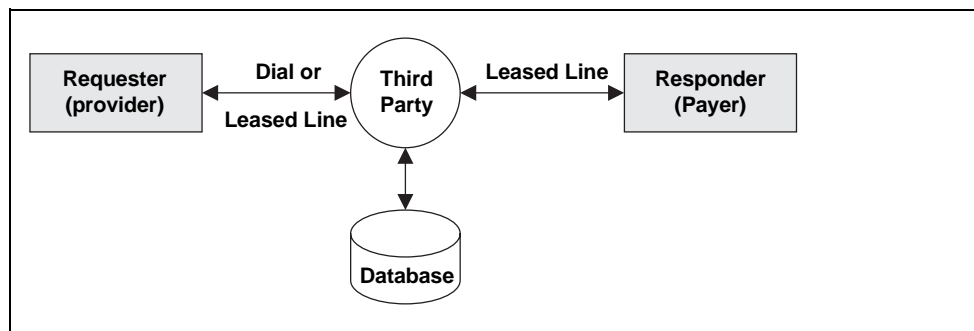 Requester
(provider)
Dial or
Leased Line
Third
Party
Leased Line
Responder
(Payer)
Database